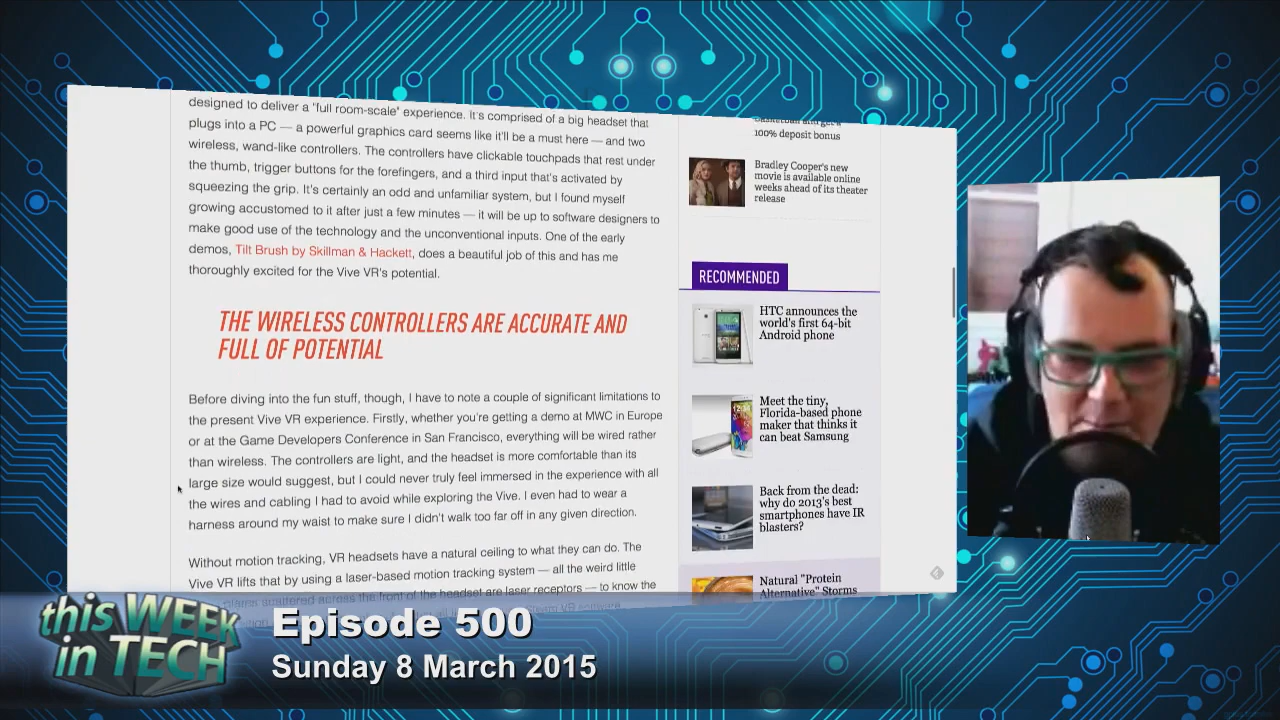 designed to deliver a "full room-scale" experience. It's comprised of a big headset that
plugs into a PC — a powerful graphics card seems like it'll be a must here — and two
wireless, wand-like controllers. The controllers have clickable touchpads that rest under
the thumb, trigger buttons for the forefingers, and a third input that's activated by
squeezing the grip. It's certainly an odd and unfamiliar system, but I found myself
growing accustomed to it after just a few minutes — it will be up to software designers to
make good use of the technology and the unconventional inputs. One of the early
demos, Tilt Brush by Skillman & Hackett, does a beautiful job of this and has me
thoroughly excited for the Vive VR's potential.
THE WIRELESS CONTROLLERS ARE ACCURATE AND
FULL OF POTENTIAL
Before diving into the fun stuff, though, I have to note a couple of significant limitations to
the present Vive VR experience. Firstly, whether you're getting a demo at MWC in Europe
or at the Game Developers Conference in San Francisco, everything will be wired rather
than wireless. The controllers are light, and the headset is more comfortable than its
large size would suggest, but I could never truly feel immersed in the experience with all
the wires and cabling I had to avoid while exploring the Vive. I even had to wear a
harness around my waist to make sure I didn't walk too far off in any given direction.
Without motion tracking, VR headsets have a natural ceiling to what they can do. The
Vive VR lifts that by using a laser-based motion tracking system — all the weird little
scattered across the front of the headset are laser receptors — to know the
100% deposit bonus
Bradley Cooper's new
movie is available online
weeks ahead of its theater
release
RECOMMENDED
HTC announces the
world's first 64-bit
Android phone
Meet the tiny,
Florida-based phone
maker that thinks it
can beat Samsung
Back from the dead:
why do 2013's best
smartphones have IR
blasters?
Natural "Protein
Alternative" Storms
this WEEK
in TECH
Episode 500
Sunday 8 March 2015